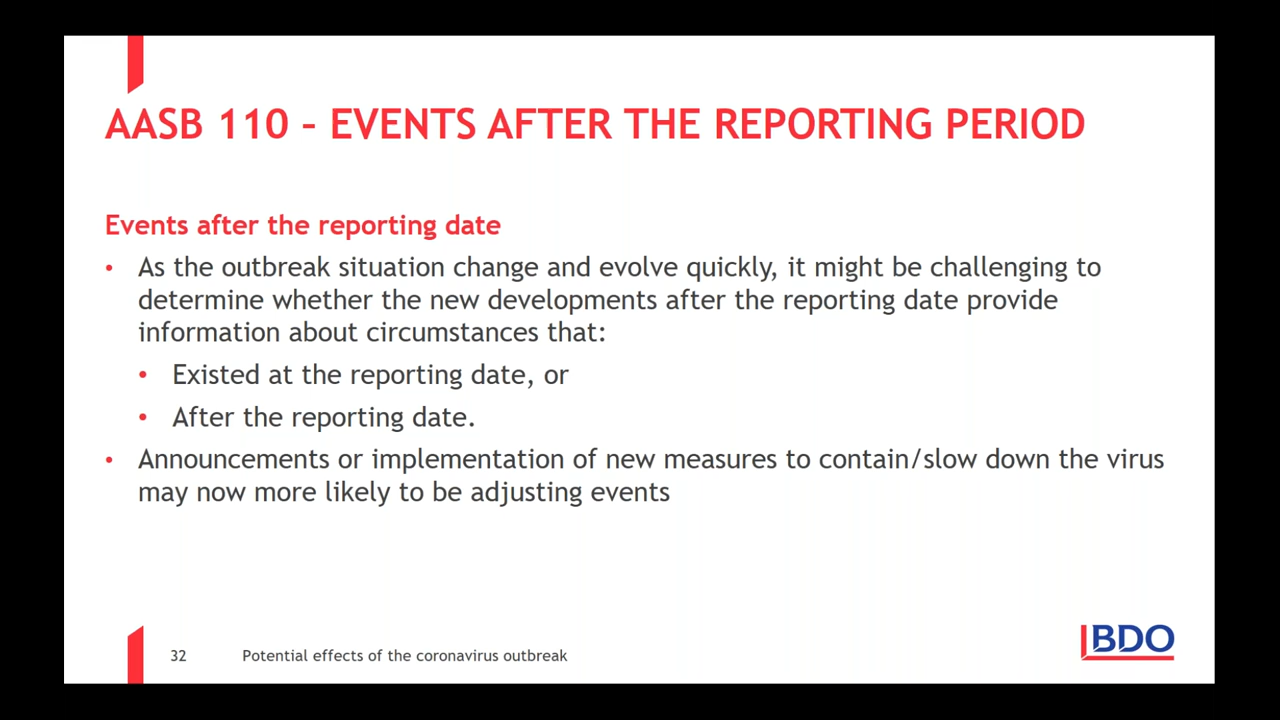 AASB 110 – EVENTS AFTER THE REPORTING PERIOD
Events after the reporting date
• As the outbreak situation change and evolve quickly, it might be challenging to
determine whether the new developments after the reporting date provide
information about circumstances that:
• Existed at the reporting date, or
• After the reporting date.
• Announcements or implementation of new measures to contain/slow down the virus
may now more likely to be adjusting events
32 Potential effects of the coronavirus outbreak
BDO